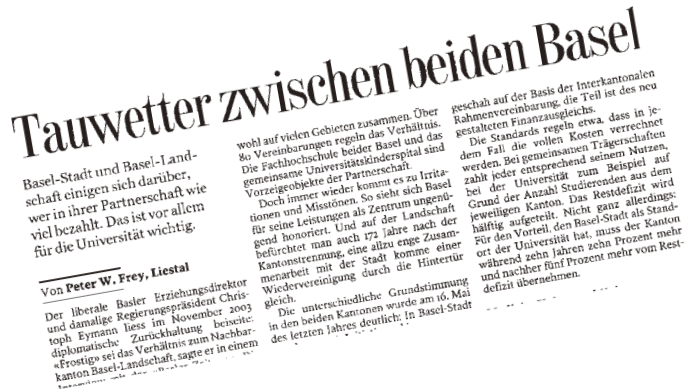 Tauwetter zwischen beiden Basel
Basel-Stadt und Basel-Land-
schaft einigen sich darüber,
wer in ihrer Partnerschaft wie
viel bezahlt. Das ist vor allem
für die Universität wichtig.
Von Peter W. Frey, Liestal
Der liberale Basler Erziehungsdirektor
und damalige Regierungspräsident Chris-
toph Eymann liess im November 2003
diplomatische Zurückhaltung beiseite:
«Frostig» sei das Verhältnis zum Nachbar-
kanton Basel-Landschaft, sagte er in einem
wohl auf vielen Gebieten zusammen. Über
80 Vereinbarungen regeln das Verhältnis.
Die Fachhochschule beider Basel und das
gemeinsame Universitätskinderspital sind
Vorzeigeobjekte der Partnerschaft.
Doch immer wieder kommt es zu Irrita-
tionen und Misstönen. So sieht sich Basel
für seine Leistungen als Zentrum ungenü-
gend honoriert. Und auf der Landschaft
befürchtet man auch 172 Jahre nach der
Kantonstrennung, eine allzu enge Zusam-
menarbeit mit der Stadt komme einer
Wiedervereinigung durch die Hintertür
gleich.
Die unterschiedliche Grundstimmung
in den beiden Kantonen wurde am 16. Mai
des letzten Jahres deutlich: In Basel-Stadt
geschah auf der Basis der Interkantonalen
Rahmenvereinbarung, die Teil ist des neu
gestalteten Finanzausgleichs.
Die Standards regeln etwa, dass in je-
dem Fall die vollen Kosten verrechnet
werden. Bei gemeinsamen Trägerschaften
zahlt jeder entsprechend seinem Nutzen,
bei der Universität zum Beispiel auf
Grund der Anzahl Studierenden aus dem
jeweiligen Kanton. Das Restdefizit wird
hälftig aufgeteilt. Nicht ganz allerdings:
Für den Vorteil, den Basel-Stadt als Stand-
ort der Universität hat, muss der Kanton
während zehn Jahren zehn Prozent mehr
und nachher fünf Prozent mehr vom Rest-
defizit übernehmen.